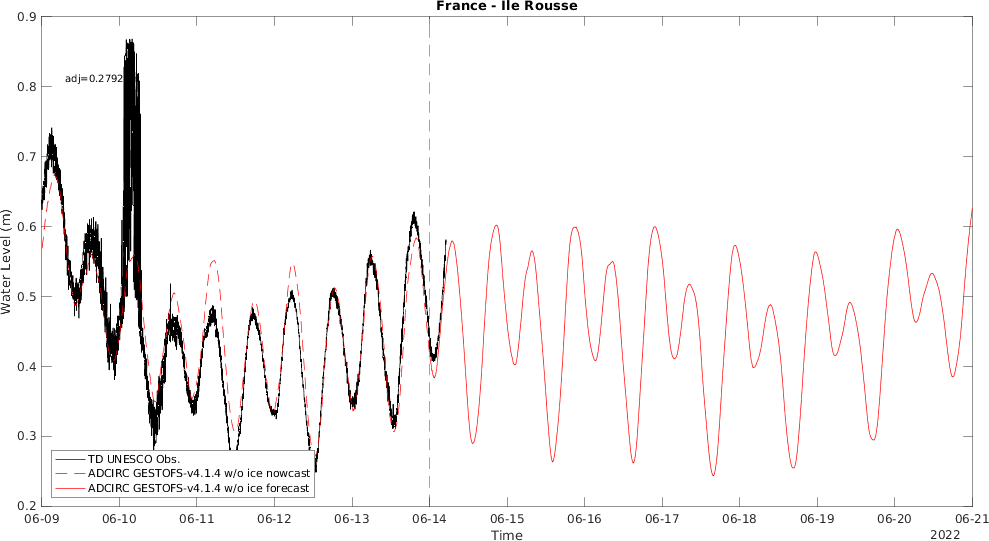 France - Ile Rousse
Water Level (m)
0.9
0.8
0.7
0.6
0.5
0.4
0.3
0.2
adj=0.2792
TD UNESCO Obs.
ADCIRC GESTOFS-v4.1.4 w/o ice nowcast
ADCIRC GESTOFS-v4.1.4 w/o ice forecast
06-09 06-10 06-11 06-12 06-13 06-14 06-15 06-16 06-17 06-18 06-19 06-20 06-21
Time
2022